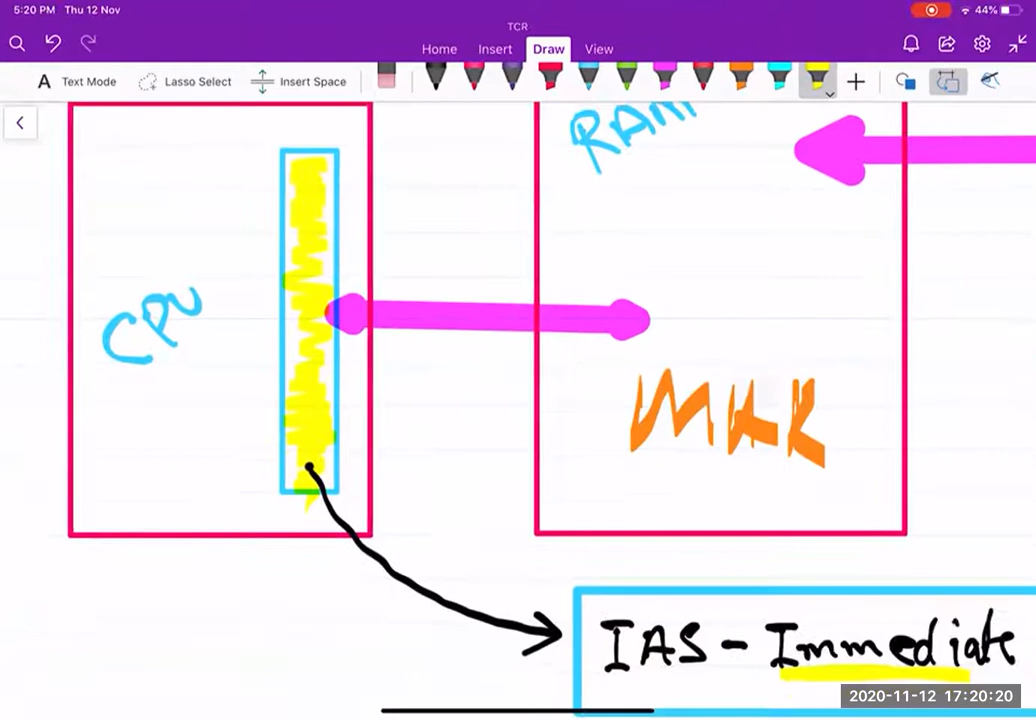 5:20 PM Thu 12 Nov
44%
TCR
Home Insert Draw View
A Text Mode Lasso Select Insert Space
RAM
CPU
IAS - Immediate
2020-11-12 17:20:20